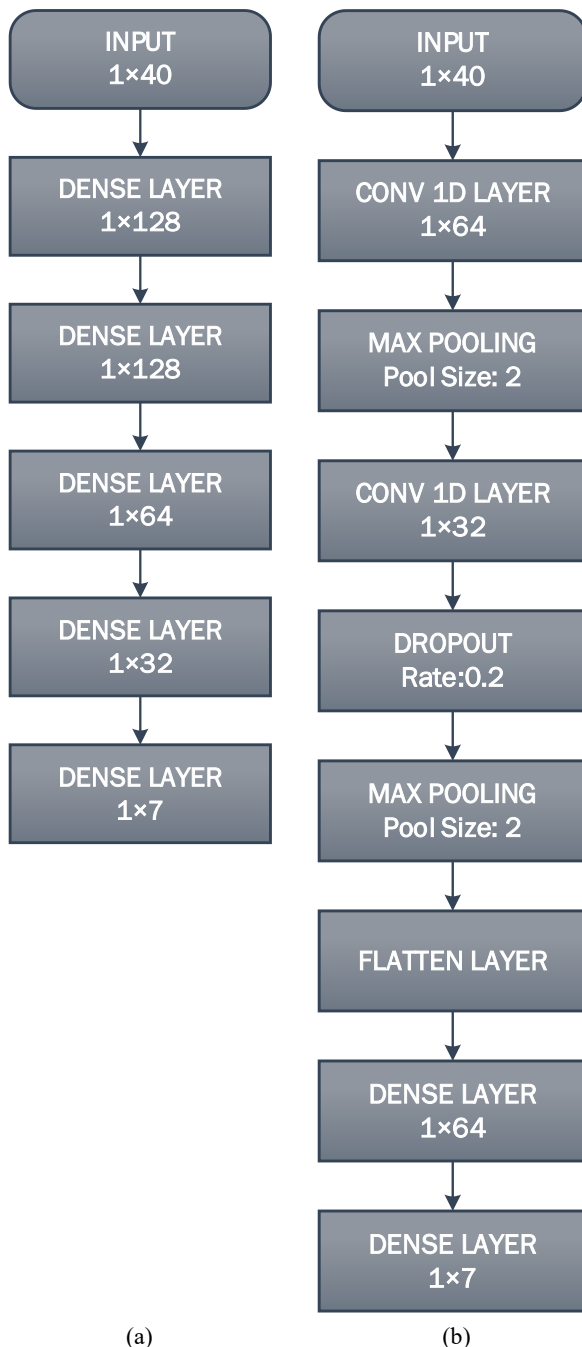 INPUT
1×40
DENSE LAYER
1×128
DENSE LAYER
1×128
DENSE LAYER
1×64
DENSE LAYER
1×32
DENSE LAYER
1×7
(a)
INPUT
1×40
CONV 1D LAYER
1×64
MAX POOLING
Pool Size: 2
CONV 1D LAYER
1×32
DROPOUT
Rate:0.2
MAX POOLING
Pool Size: 2
FLATTEN LAYER
DENSE LAYER
1×64
DENSE LAYER
1×7
(b)